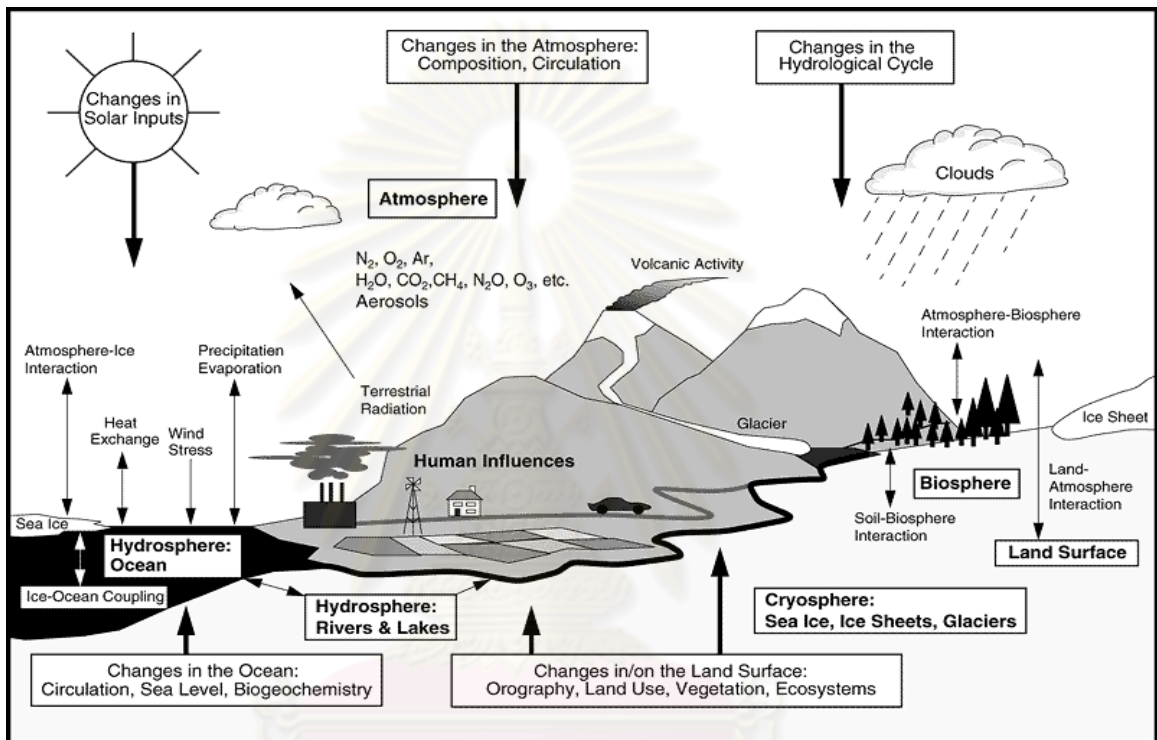 Changes in
Solar Inputs
Changes in the Atmosphere:
Composition, Circulation
Changes in the
Hydrological Cycle
Clouds
Atmosphere
N₂, O₂, Ar,
H₂O, CO₂,CH₄, N₂O, O₃, etc.
Aerosols
Volcanic Activity
Atmosphere-Biosphere
Interaction
Atmosphere-Ice
Interaction
Precipitation
Evaporation
Terrestrial
Radiation
Heat
Exchange
Wind
Stress
Glacier
Ice Sheet
Human Influences
Biosphere
Land-
Atmosphere
Interaction
Soil-Biosphere
Interaction
Sea Ice
Hydrosphere:
Ocean
Land Surface
Ice-Ocean Coupling
Hydrosphere:
Rivers & Lakes
Cryosphere:
Sea Ice, Ice Sheets, Glaciers
Changes in the Ocean:
Circulation, Sea Level, Biogeochemistry
Changes in/on the Land Surface:
Orography, Land Use, Vegetation, Ecosystems